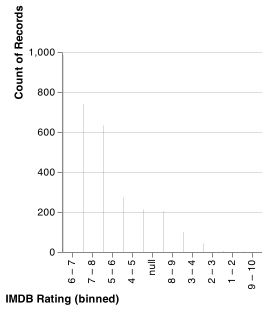 Count of Records
1,000
800
600
400
200
0
6 – 7
7 – 8
5 – 6
4 – 5
null
8 – 9
3 – 4
2 – 3
1 – 2
9 – 10
IMDB Rating (binned)